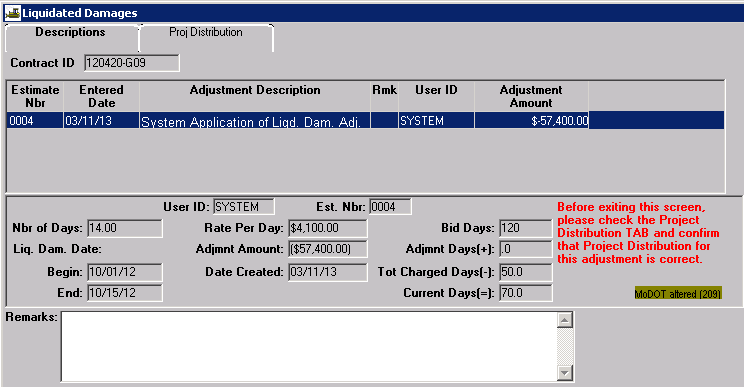 Liquidated Damages
Descriptions Proj Distribution
Contract ID 120420-G09
Estimate Nbr Entered Date Adjustment Description Rmk User ID Adjustment Amount
0004 03/11/13 System Application of Liqd. Dam. Adj. SYSTEM $-57,400.00
User ID: SYSTEM Est. Nbr: 0004
Nbr of Days: 14.00 Rate Per Day: $4,100.00 Bid Days: 120
Liq. Dam. Date: Adjmnt Amount: ($57,400.00) Adjmnt Days(+): .0
Begin: 10/01/12 Date Created: 03/11/13 Tot Charged Days(-): 50.0
End: 10/15/12 Current Days(=): 70.0
Before exiting this screen,
please check the Project
Distribution TAB and confirm
that Project Distribution for
this adjustment is correct.
MoDOT altered (209)
Remarks: